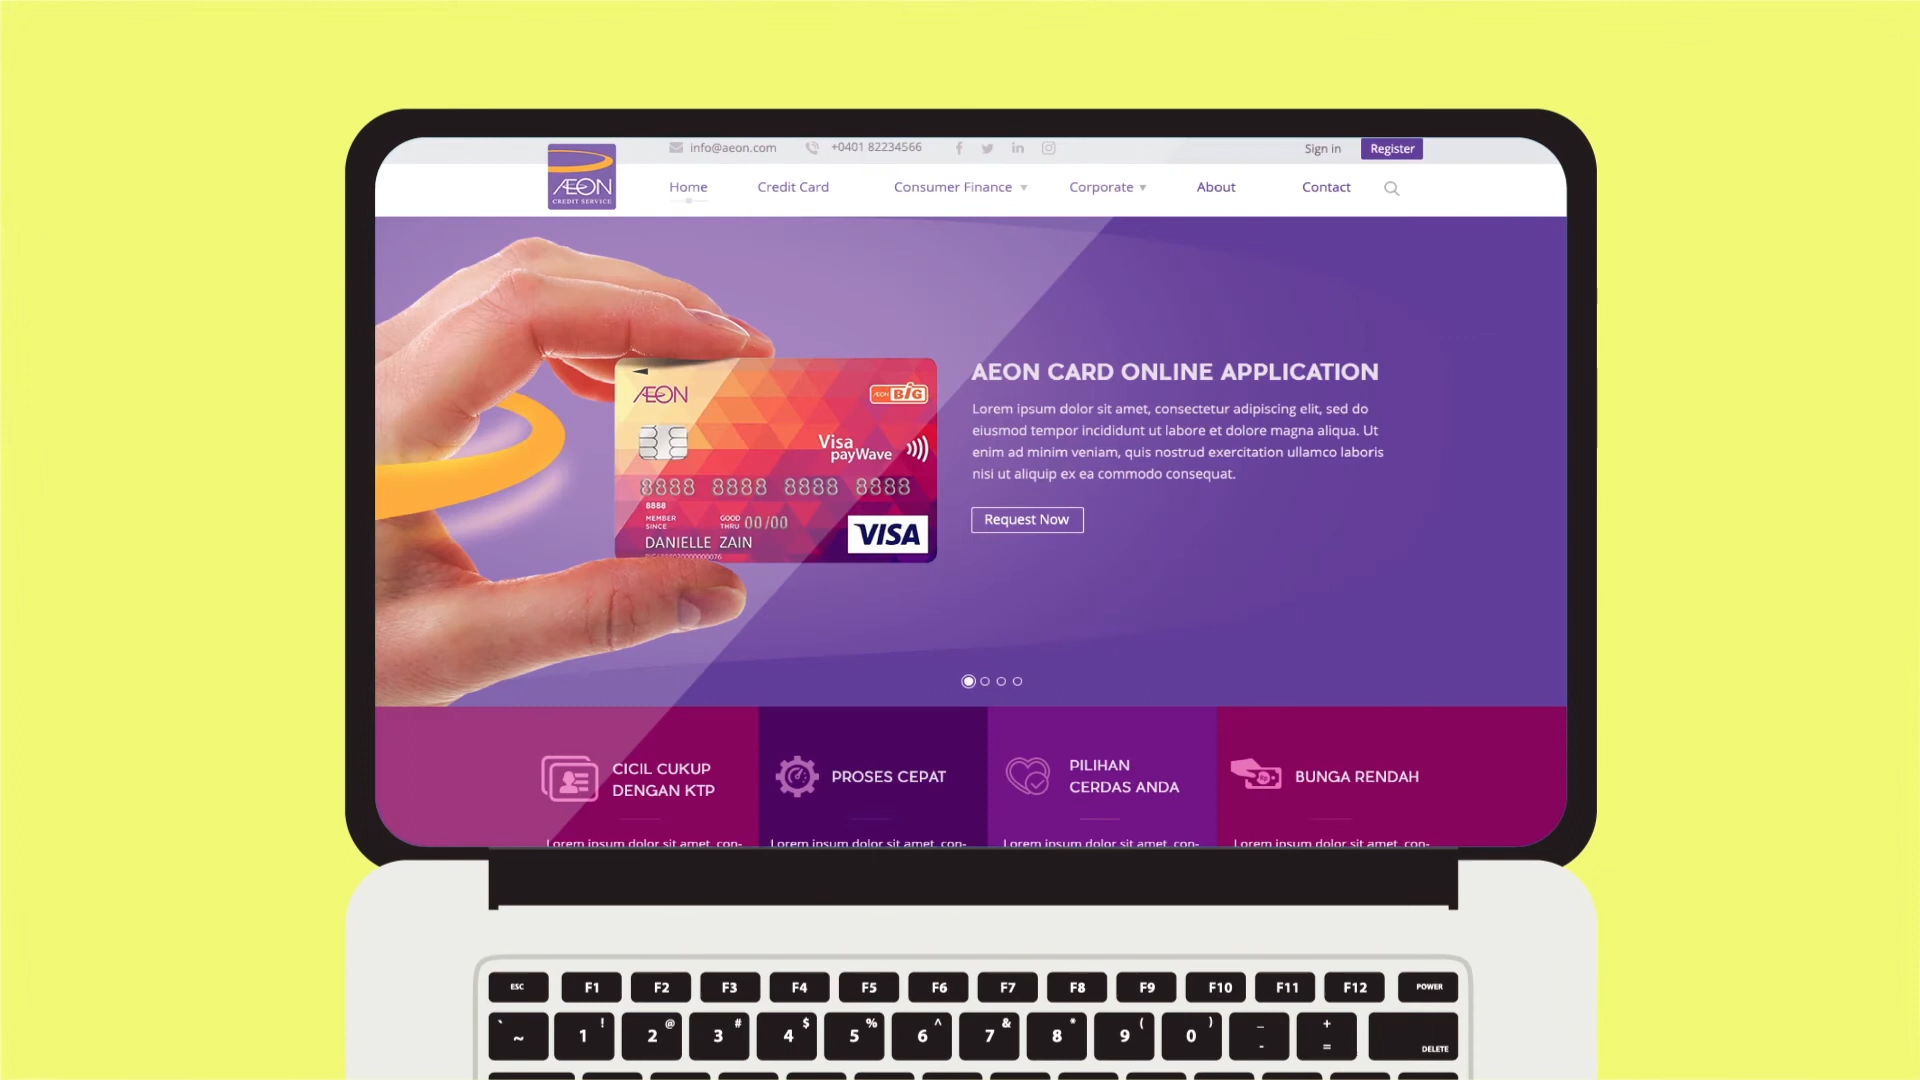 info@aeon.com
+0401 82234566
Sign in
Register
ÆON
CREDIT SERVICE
Home
Credit Card
Consumer Finance
Corporate
About
Contact
ÆON
AEON BiG
Visa
payWave
8888 8888 8888 8888
8888
MEMBER
SINCE
GOOD
THRU
00/00
DANIELLE ZAIN
VISA
AEON CARD ONLINE APPLICATION
Lorem ipsum dolor sit amet, consectetur adipiscing elit, sed do
eiusmod tempor incididunt ut labore et dolore magna aliqua. Ut
enim ad minim veniam, quis nostrud exercitation ullamco laboris
nisi ut aliquip ex ea commodo consequat.
Request Now
CICIL CUKUP
DENGAN KTP
PROSES CEPAT
PILIHAN
CERDAS ANDA
Rp
BUNGA RENDAH
Lorem ipsum dolor sit amet, con-
Lorem ipsum dolor sit amet, con-
Lorem ipsum dolor sit amet, con-
Lorem ipsum dolor sit amet, con-
ESC F1 F2 F3 F4 F5 F6 F7 F8 F9 F10 F11 F12 POWER
` ! @ # $ % ^ & * ( ) _ +
~ 1 2 3 4 5 6 7 8 9 0 - = DELETE